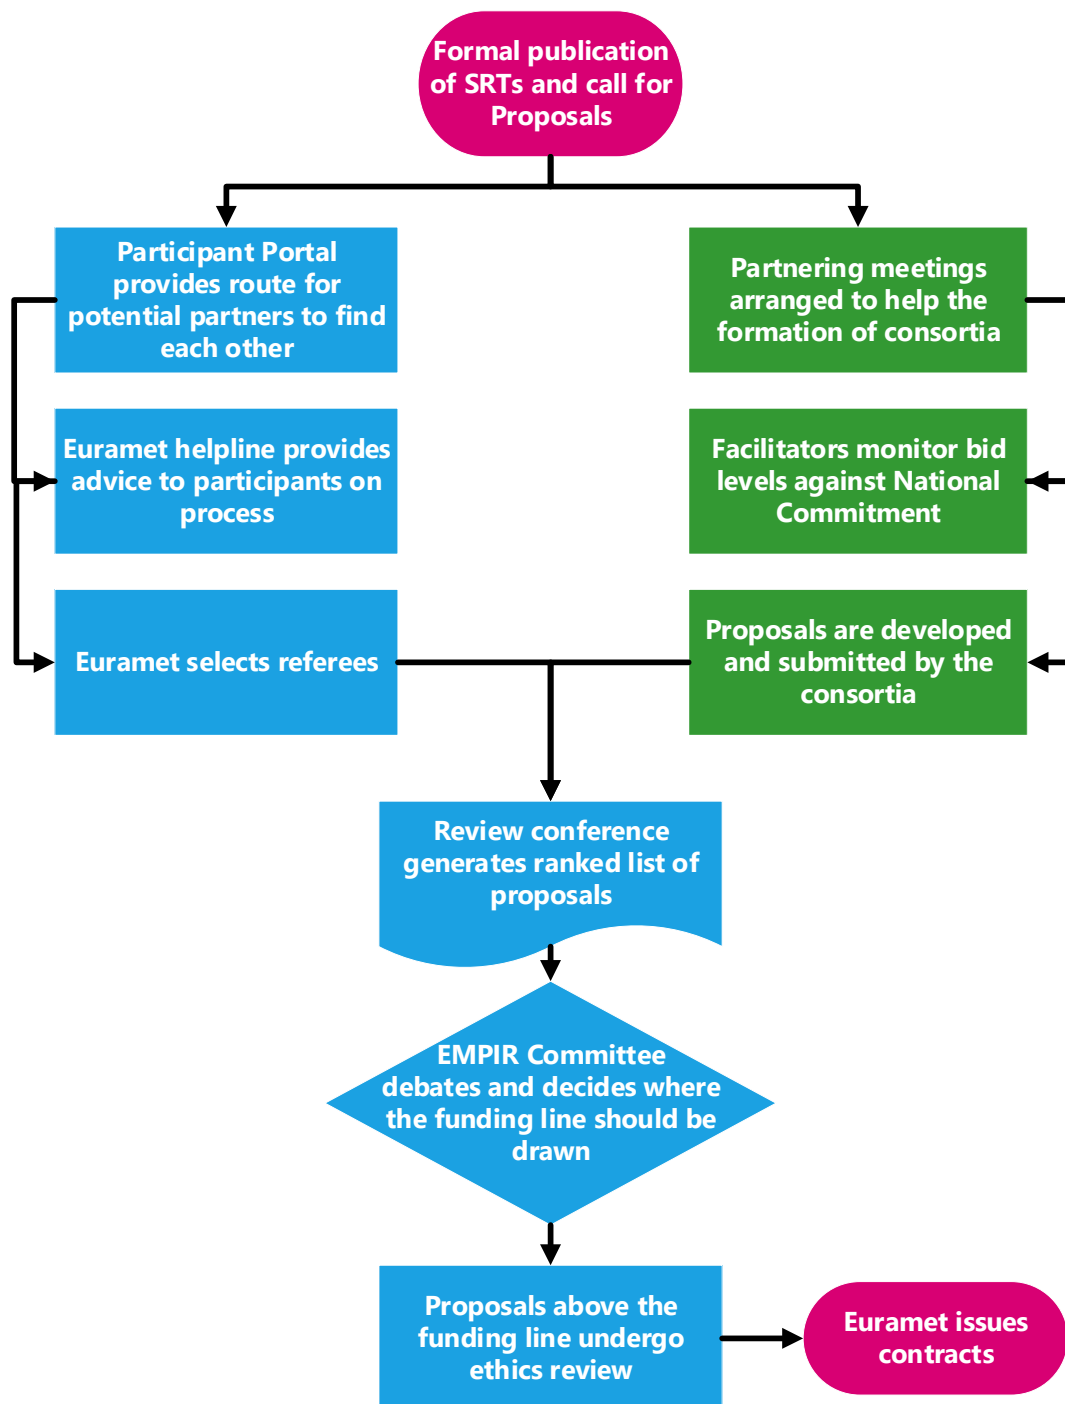 Formal publication
of SRTs and call for
Proposals
Participant Portal
provides route for
potential partners to find
each other
Partnering meetings
arranged to help the
formation of consortia
Euramet helpline provides
advice to participants on
process
Facilitators monitor bid
levels against National
Commitment
Euramet selects referees
Proposals are developed
and submitted by the
consortia
Review conference
generates ranked list of
proposals
EMPIR Committee
debates and decides where
the funding line should be
drawn
Proposals above the
funding line undergo
ethics review
Euramet issues
contracts